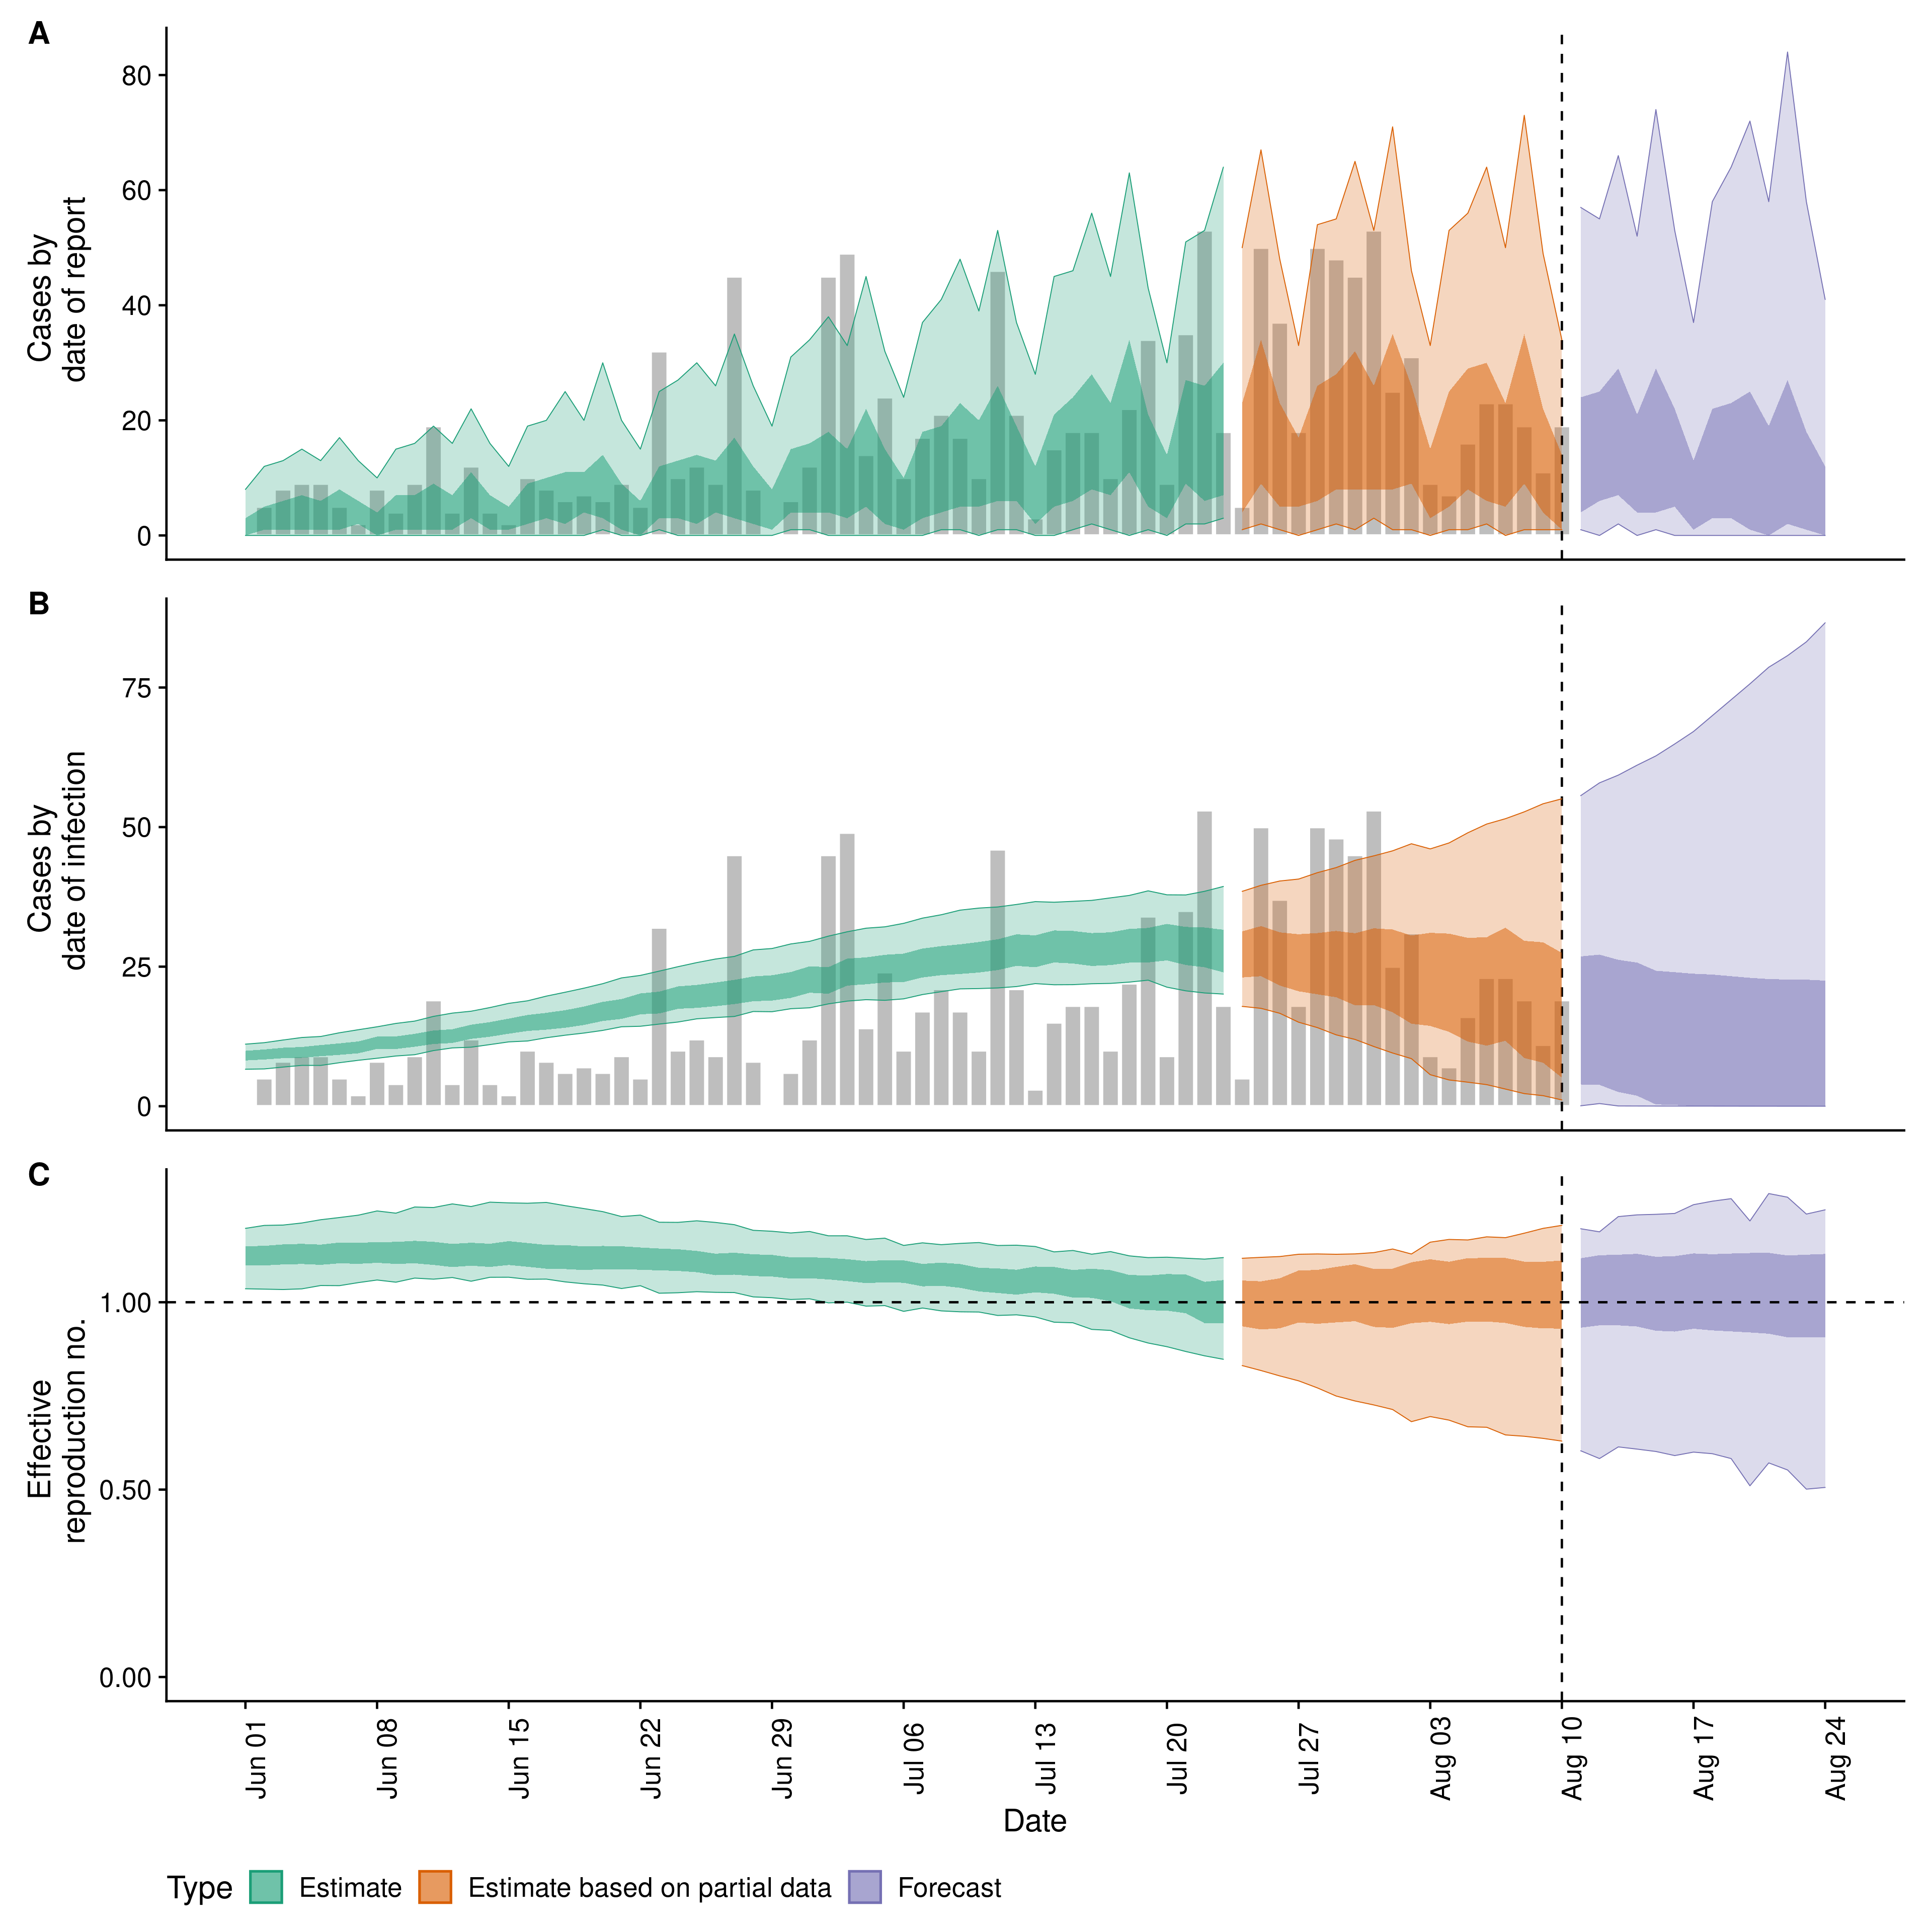 A
80
60
40
20
0
Cases by
date of report
B
75
50
25
0
Cases by
date of infection
C
1.00
0.50
0.00
Effective
reproduction no.
Jun 01
Jun 08
Jun 15
Jun 22
Jun 29
Jul 06
Jul 13
Jul 20
Jul 27
Aug 03
Aug 10
Aug 17
Aug 24
Date
Type Estimate Estimate based on partial data Forecast